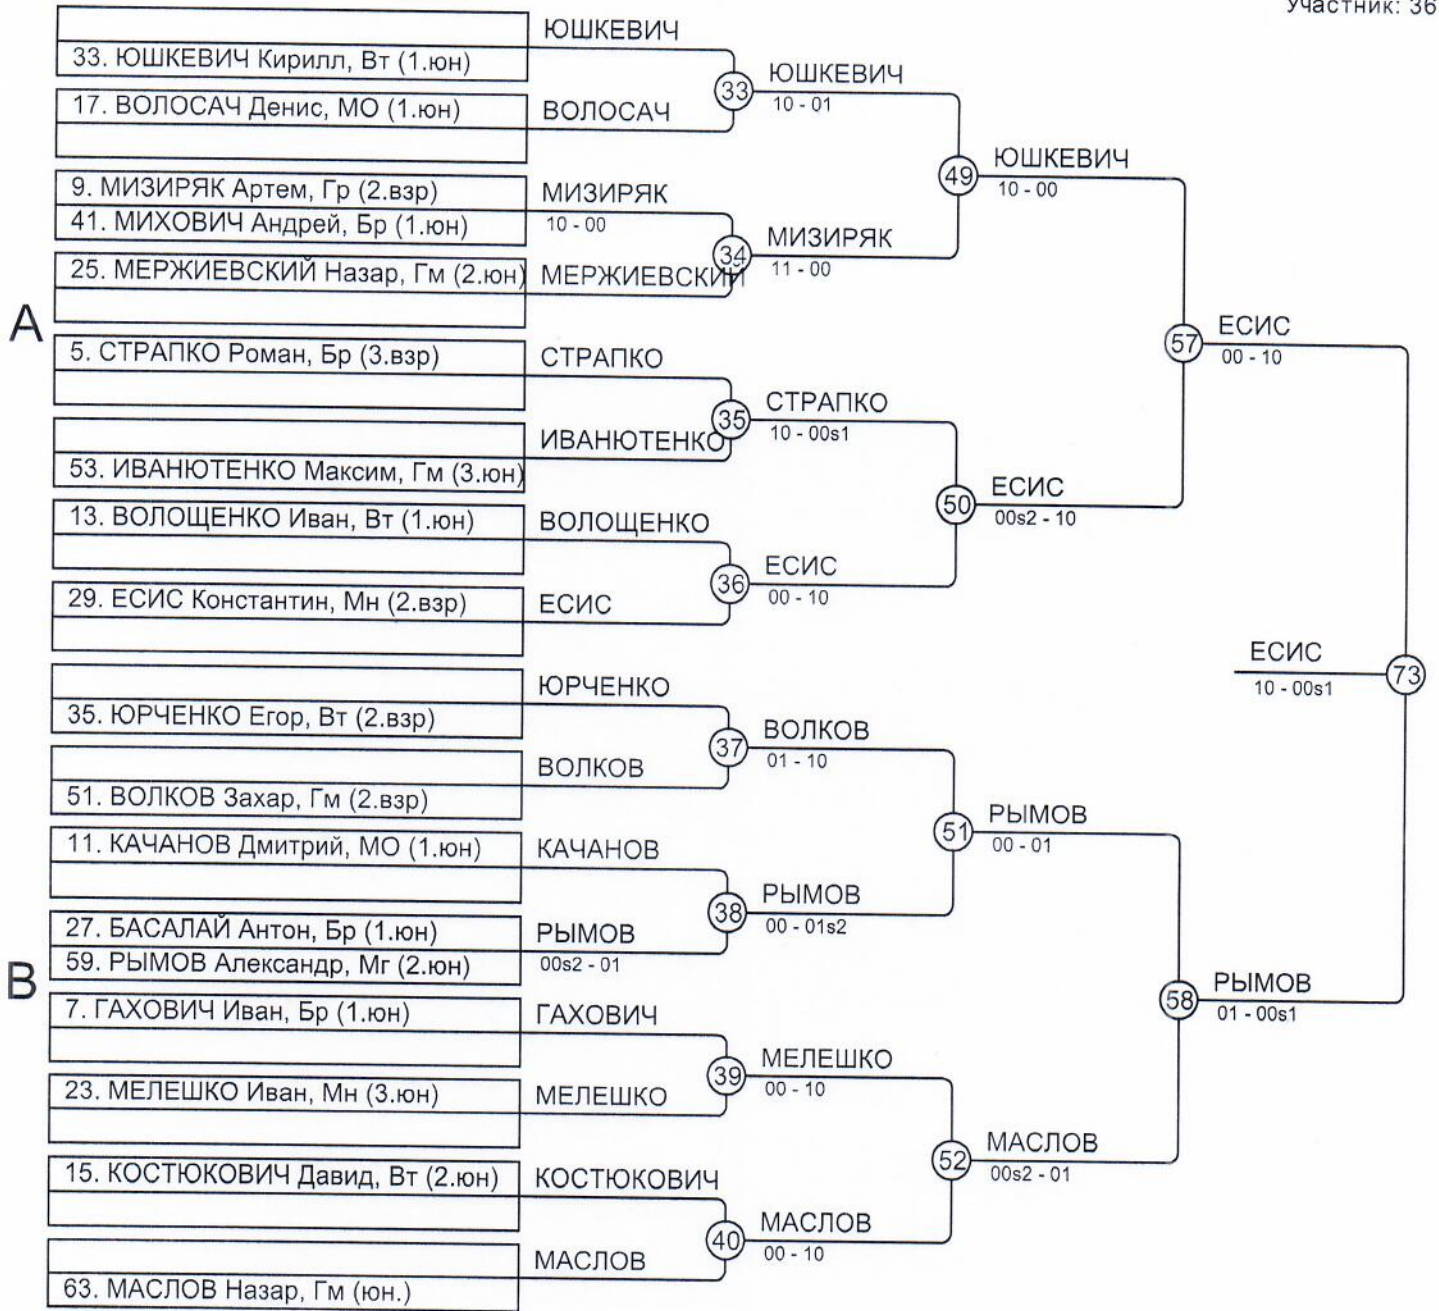 Участник: 36
ЮШКЕВИЧ
33. ЮШКЕВИЧ Кирилл, Вт (1.юн)
33
ЮШКЕВИЧ
10 - 01
17. ВОЛОСАЧ Денис, МО (1.юн)
ВОЛОСАЧ
49
ЮШКЕВИЧ
10 - 00
9. МИЗИРЯК Артем, Гр (2.взр)
МИЗИРЯК
41. МИХОВИЧ Андрей, Бр (1.юн)
10 - 00
34
МИЗИРЯК
11 - 00
25. МЕРЖИЕВСКИЙ Назар, Гм (2.юн)
МЕРЖИЕВСКИЙ
A
57
ЕСИС
00 - 10
5. СТРАПКО Роман, Бр (3.взр)
СТРАПКО
35
СТРАПКО
10 - 00s1
ИВАНЮТЕНКО
53. ИВАНЮТЕНКО Максим, Гм (3.юн)
50
ЕСИС
00s2 - 10
13. ВОЛОЩЕНКО Иван, Вт (1.юн)
ВОЛОЩЕНКО
36
ЕСИС
00 - 10
29. ЕСИС Константин, Мн (2.взр)
ЕСИС
ЕСИС
10 - 00s1
73
ЮРЧЕНКО
35. ЮРЧЕНКО Егор, Вт (2.взр)
37
ВОЛКОВ
01 - 10
ВОЛКОВ
51. ВОЛКОВ Захар, Гм (2.взр)
51
РЫМОВ
00 - 01
11. КАЧАНОВ Дмитрий, МО (1.юн)
КАЧАНОВ
38
РЫМОВ
00 - 01s2
27. БАСАЛАЙ Антон, Бр (1.юн)
РЫМОВ
59. РЫМОВ Александр, Мг (2.юн)
00s2 - 01
B
58
РЫМОВ
01 - 00s1
7. ГАХОВИЧ Иван, Бр (1.юн)
ГАХОВИЧ
39
МЕЛЕШКО
00 - 10
23. МЕЛЕШКО Иван, Мн (3.юн)
МЕЛЕШКО
52
МАСЛОВ
00s2 - 01
15. КОСТЮКОВИЧ Давид, Вт (2.юн)
КОСТЮКОВИЧ
40
МАСЛОВ
00 - 10
МАСЛОВ
63. МАСЛОВ Назар, Гм (юн.)